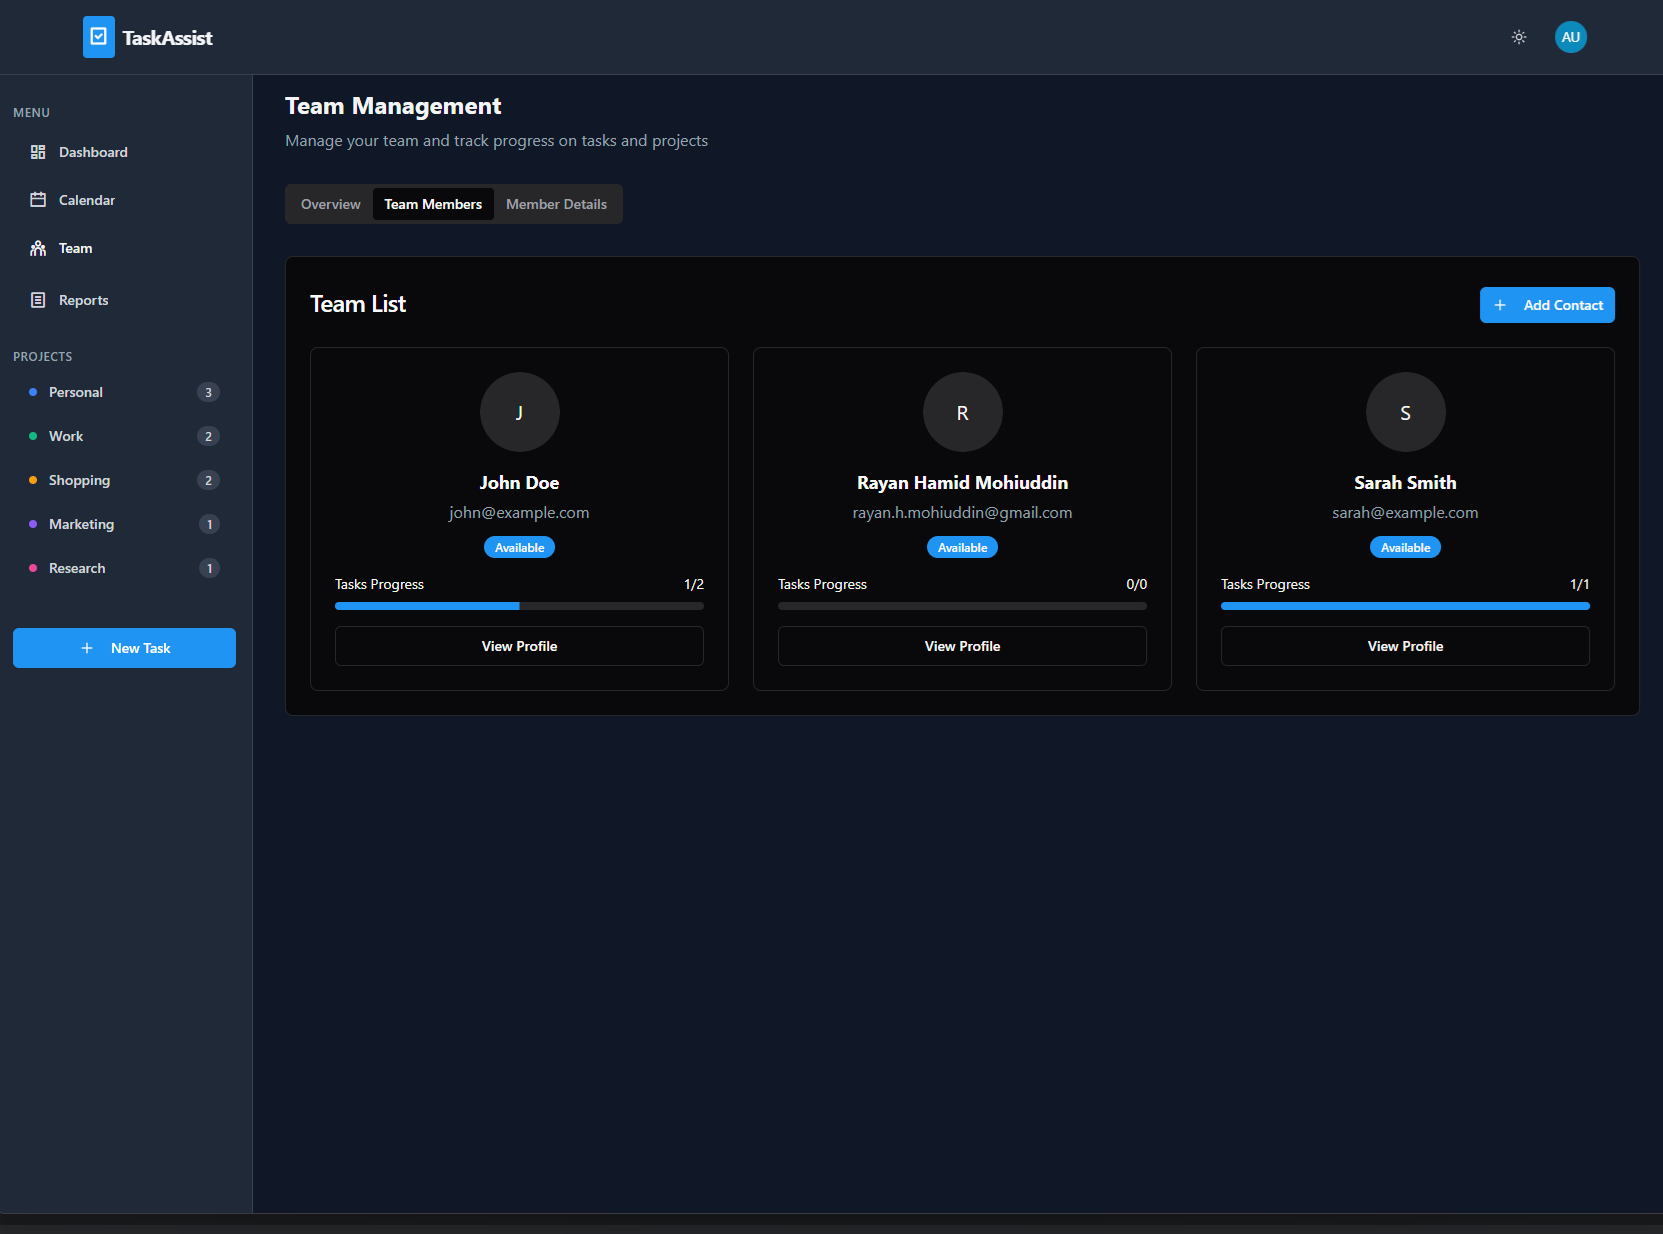 TaskAssist
AU
MENU
Dashboard
Calendar
Team
Reports
PROJECTS
Personal 3
Work 2
Shopping 2
Marketing 1
Research 1
New Task
Team Management
Manage your team and track progress on tasks and projects
Overview Team Members Member Details
Team List
Add Contact
J
John Doe
john@example.com
Available
Tasks Progress 1/2
View Profile
R
Rayan Hamid Mohiuddin
rayan.h.mohiuddin@gmail.com
Available
Tasks Progress 0/0
View Profile
S
Sarah Smith
sarah@example.com
Available
Tasks Progress 1/1
View Profile